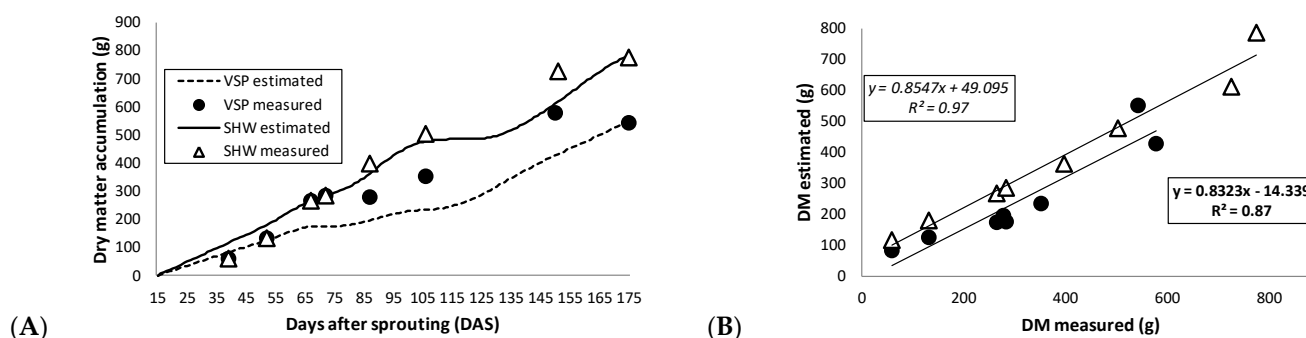 Dry matter accumulation (g)
900
800
700
600
500
400
300
200
100
0
VSP estimated
VSP measured
SHW estimated
SHW measured
15 25 35 45 55 65 75 85 95 105 115 125 135 145 155 165 175
Days after sprouting (DAS)
(A)
DM estimated (g)
800
700
600
500
400
300
200
100
0
y = 0.8547x + 49.095
R² = 0.97
y = 0.8323x - 14.339
R² = 0.87
0 200 400 600 800
DM measured (g)
(B)